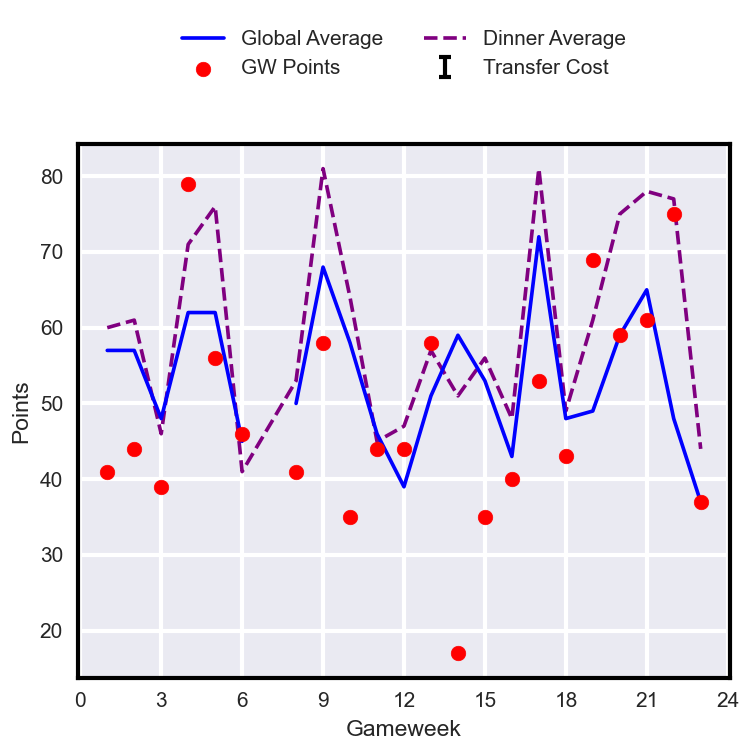 Global Average
Dinner Average
GW Points
Transfer Cost
80
70
60
50
40
30
20
Points
0 3 6 9 12 15 18 21 24
Gameweek